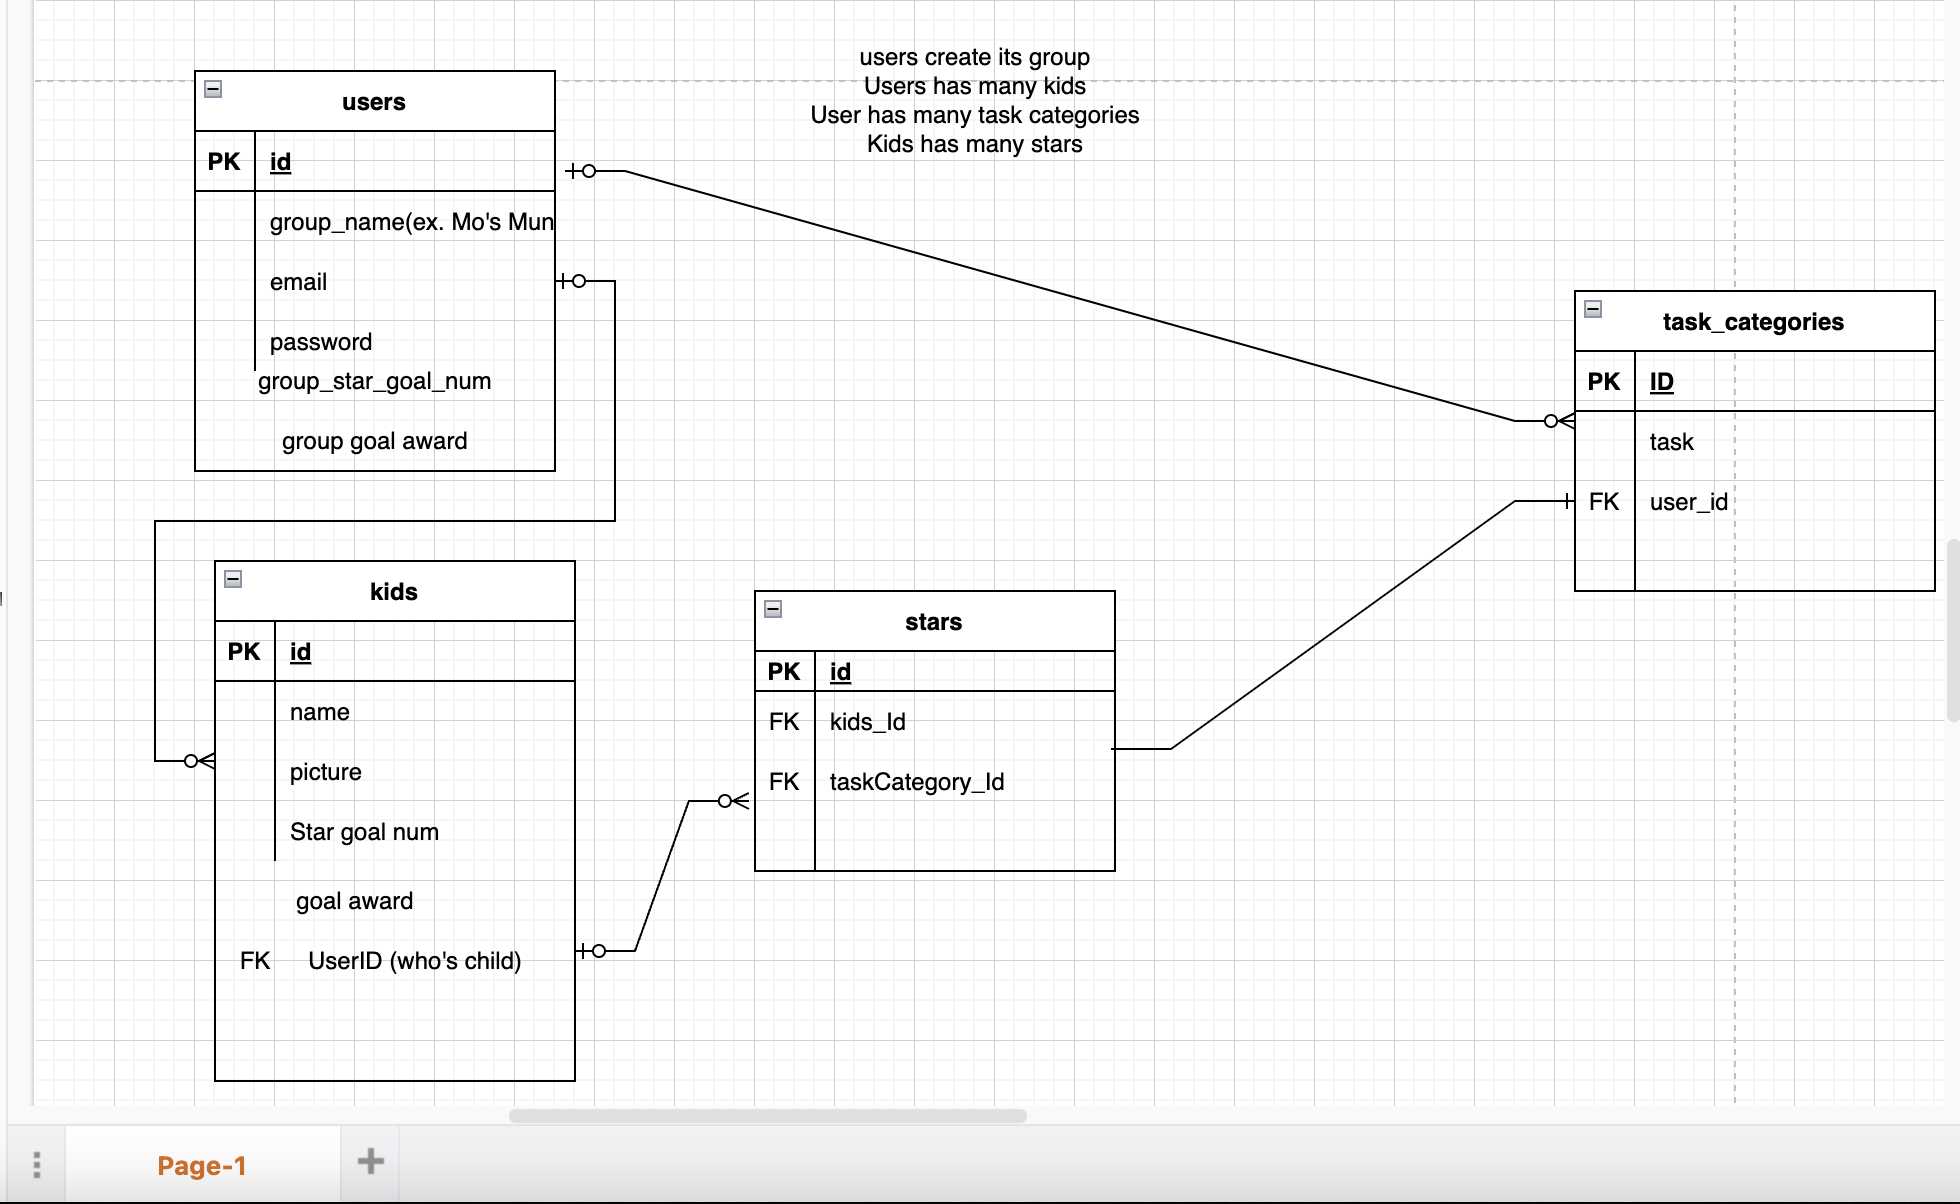 users create its group
Users has many kids
User has many task categories
Kids has many stars
users
PK id
group_name(ex. Mo's Mun
email
password
group_star_goal_num
group goal award
task_categories
PK ID
task
FK user_id
kids
PK id
name
picture
Star goal num
goal award
FK UserID (who's child)
stars
PK id
FK kids_Id
FK taskCategory_Id
Page-1